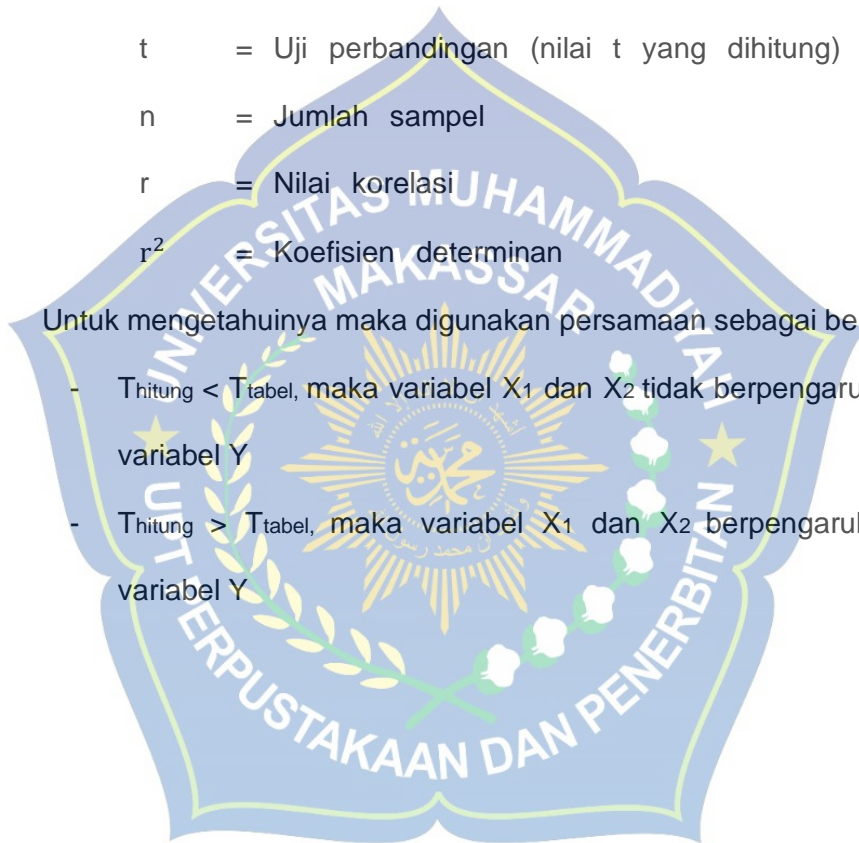 t = Uji perbandingan (nilai t yang dihitung)
n = Jumlah sampel
r = Nilai korelasi
r² = Koefisien determinan
Untuk mengetahuinya maka digunakan persamaan sebagai be
- Thitung < Ttabel, maka variabel X1 dan X2 tidak berpengaru
variabel Y
- Thitung > Ttabel, maka variabel X1 dan X2 berpengaru
variabel Y
UNIVERSITAS MUHAMMADIYAH
MAKASSAR
UPT PERPUSTAKAAN DAN PENERBITAN